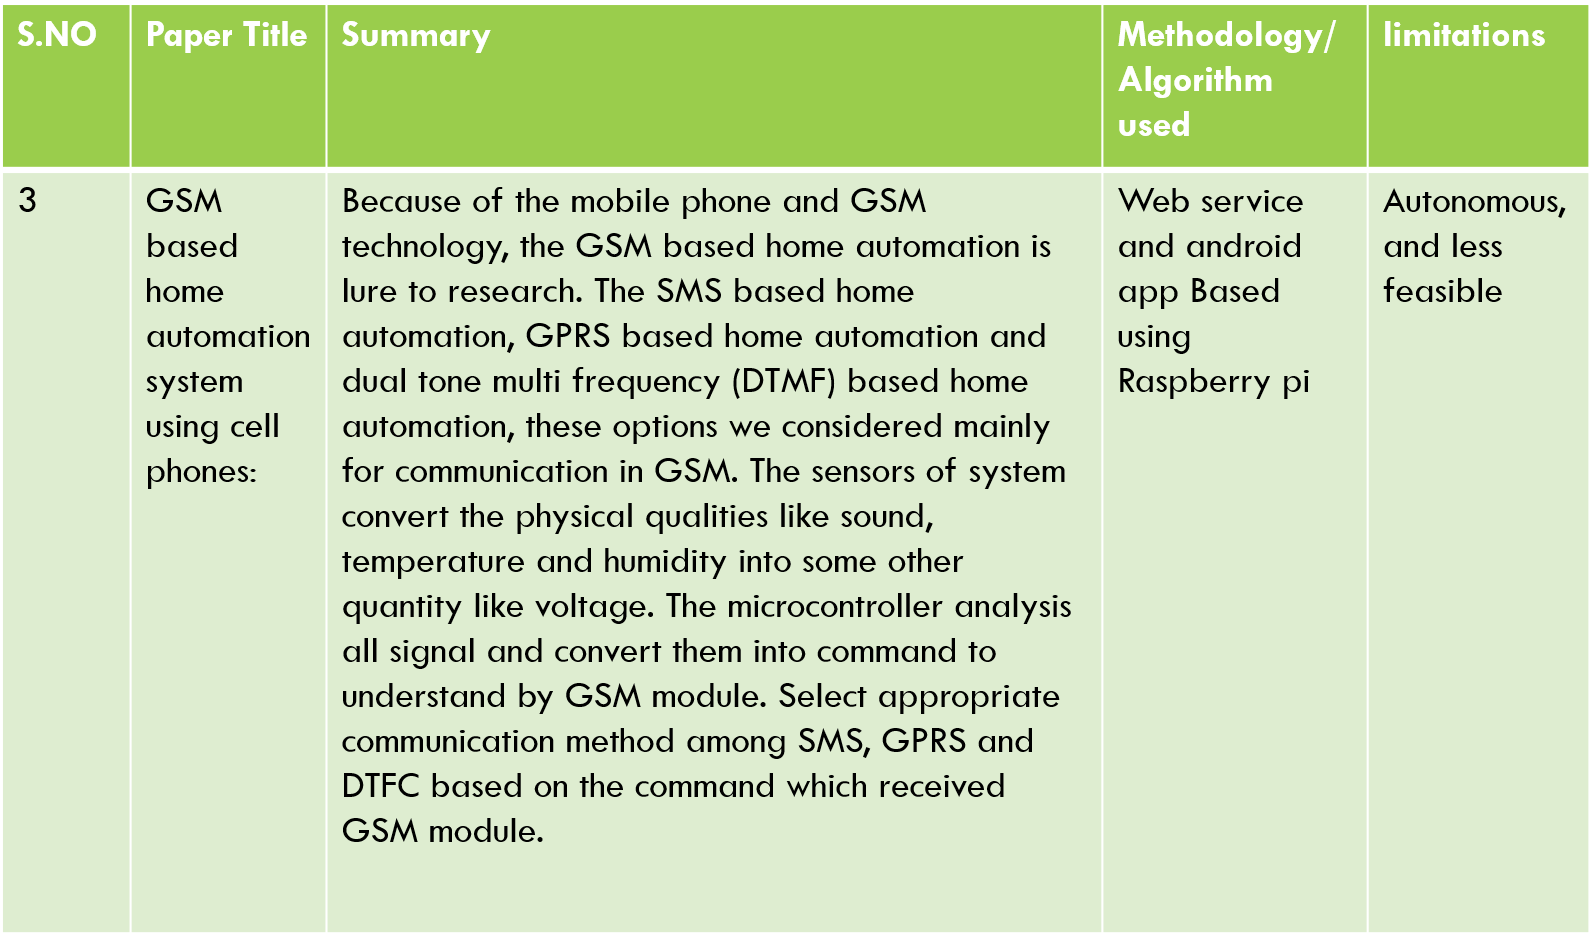 S.NO
Paper Title
Summary
Methodology/
Algorithm
used
limitations
3
GSM
based
home
automation
system
using cell
phones:
Because of the mobile phone and GSM
technology, the GSM based home automation is
lure to research. The SMS based home
automation, GPRS based home automation and
dual tone multi frequency (DTMF) based home
automation, these options we considered mainly
for communication in GSM. The sensors of system
convert the physical qualities like sound,
temperature and humidity into some other
quantity like voltage. The microcontroller analysis
all signal and convert them into command to
understand by GSM module. Select appropriate
communication method among SMS, GPRS and
DTFC based on the command which received
GSM module.
Web service
and android
app Based
using
Raspberry pi
Autonomous,
and less
feasible